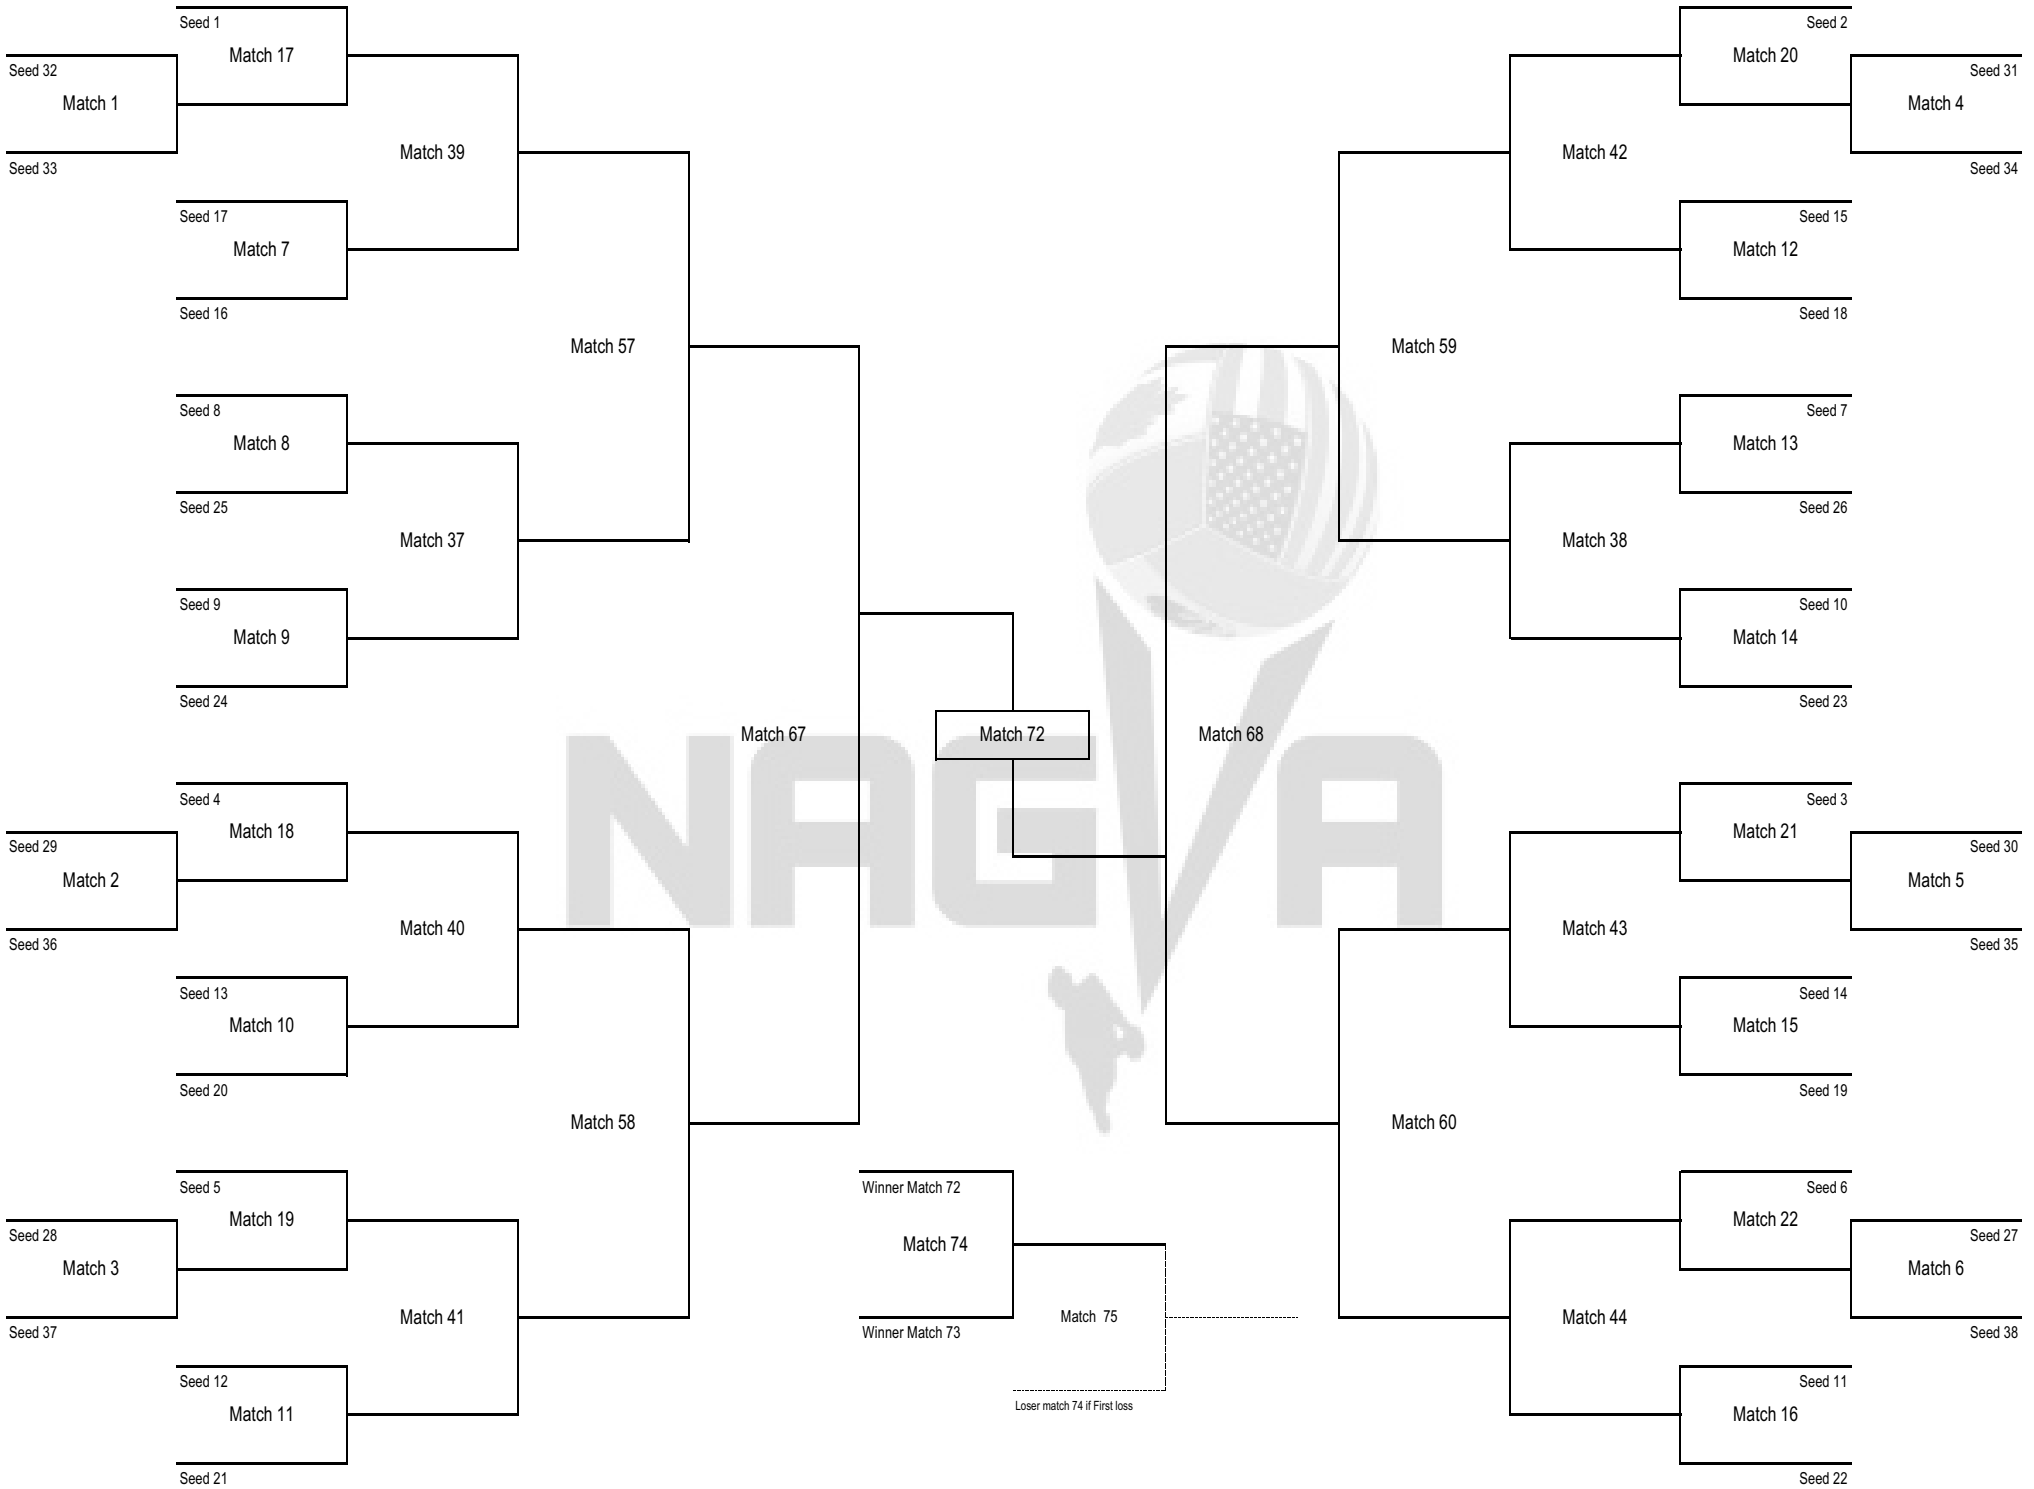 Seed 1
Seed 2
Match 17
Match 20
Seed 32
Seed 31
Match 1
Match 4
Match 39
Match 42
Seed 33
Seed 34
Seed 17
Seed 15
Match 7
Match 12
Seed 16
Seed 18
Match 57
Match 59
Seed 8
Seed 7
Match 8
Match 13
Seed 25
Seed 26
Match 37
Match 38
Seed 9
Seed 10
Match 9
Match 14
Seed 24
Seed 23
Match 67
Match 72
Match 68
NAGVA
Seed 4
Seed 3
Match 18
Match 21
Seed 29
Seed 30
Match 2
Match 5
Match 40
Match 43
Seed 36
Seed 35
Seed 13
Seed 14
Match 10
Match 15
Seed 20
Seed 19
Match 58
Match 60
Seed 5
Winner Match 72
Seed 6
Match 19
Match 22
Seed 28
Match 74
Seed 27
Match 3
Match 6
Match 41
Match 75
Match 44
Seed 37
Winner Match 73
Seed 38
Seed 12
Seed 11
Loser match 74 if First loss
Match 11
Match 16
Seed 21
Seed 22